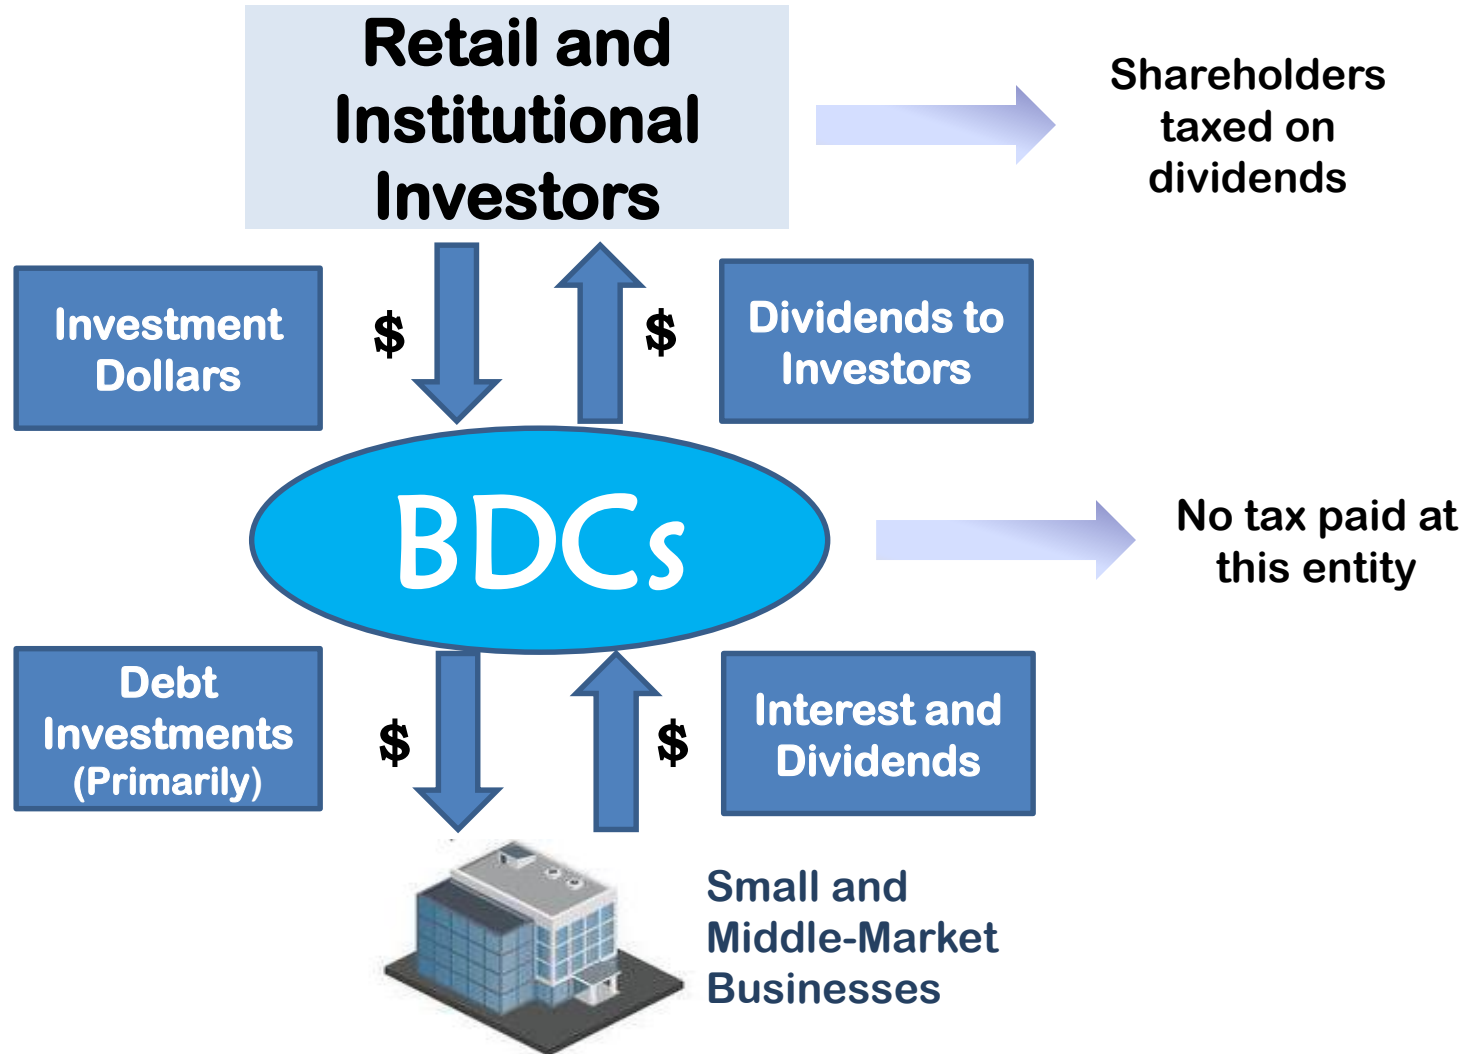 Retail and
Institutional
Investors
Shareholders
taxed on
dividends
Investment
Dollars
$
$
Dividends to
Investors
BDCs
No tax paid at
this entity
Debt
Investments
(Primarily)
$
$
Interest and
Dividends
Small and
Middle-Market
Businesses